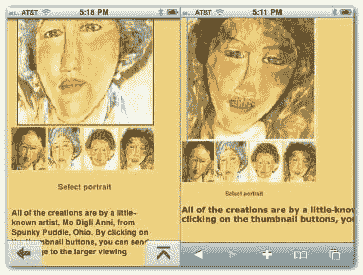 AT&T 5:18 PM
Select portrait
All of the creations are by a little-
known artist, Mo Digli Anni, from
Spunky Puddle, Ohio. By clicking on
thumbnail buttons, you can send
ge to the larger viewing
AT&T 5:11 PM
Select portrait
All of the creations are by a little-know
clicking on the thumbnail buttons, you